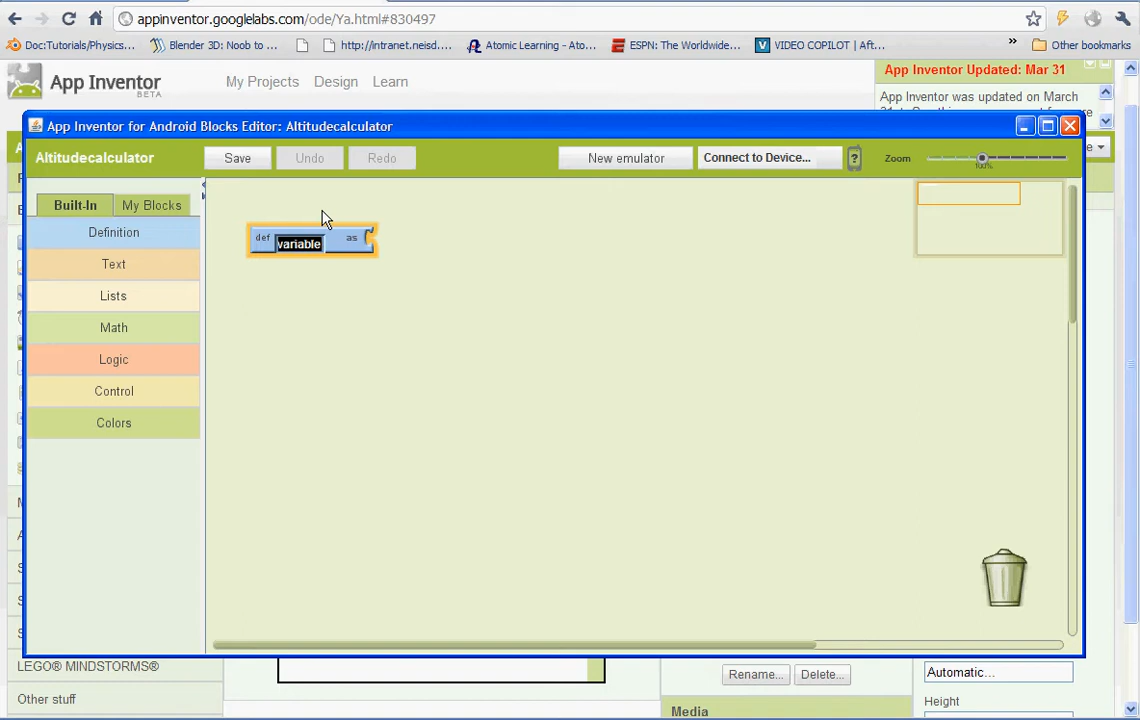 appinventor.googlelabs.com/ode/Ya.html#830497
Doc:Tutorials/Physics... Blender 3D: Noob to ... http://intranet.neisd.... Atomic Learning - Ato... ESPN: The Worldwide... VIDEO COPILOT | Aft... » Other bookmarks
App Inventor
BETA
My Projects Design Learn
App Inventor Updated: Mar 31
App Inventor was updated on March
App Inventor for Android Blocks Editor: Altitudecalculator
Altitudecalculator Save Undo Redo New emulator Connect to Device... ? Zoom
100%
Built-In My Blocks
Definition
Text
Lists
Math
Logic
Control
Colors
def variable as
LEGO® MINDSTORMS®
Other stuff
Rename... Delete...
Media
Automatic...
Height